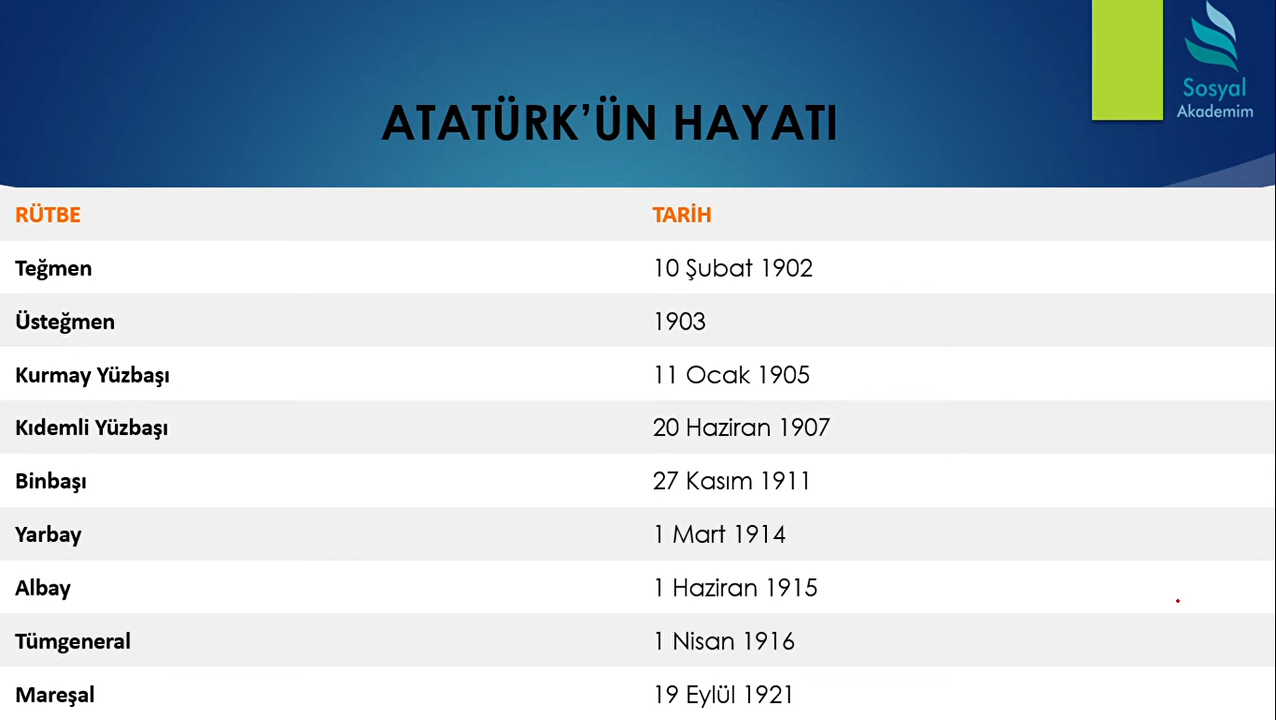 Sosyal
Akademim
ATATÜRK’ÜN HAYATI
RÜTBE TARİH
Teğmen 10 Şubat 1902
Üsteğmen 1903
Kurmay Yüzbaşı 11 Ocak 1905
Kıdemli Yüzbaşı 20 Haziran 1907
Binbaşı 27 Kasım 1911
Yarbay 1 Mart 1914
Albay 1 Haziran 1915
Tümgeneral 1 Nisan 1916
Mareşal 19 Eylül 1921